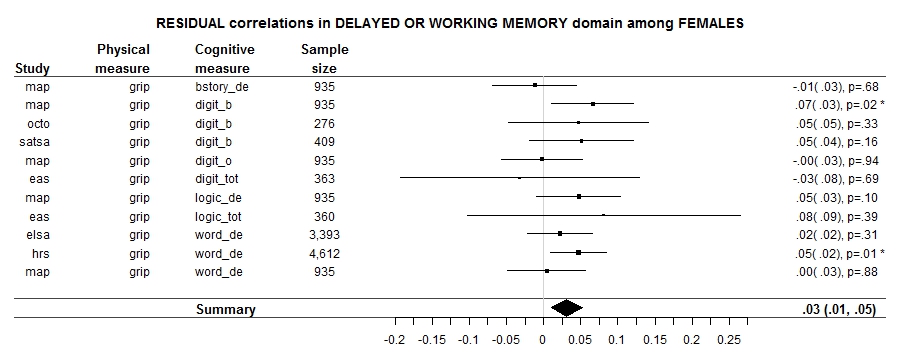 RESIDUAL correlations in DELAYED OR WORKING MEMORY domain among FEMALES
Physical Cognitive Sample
Study measure measure size
map grip bstory_de 935 -.01( .03), p=.68
map grip digit_b 935 .07( .03), p=.02 *
octo grip digit_b 276 .05( .05), p=.33
satsa grip digit_b 409 .05( .04), p=.16
map grip digit_o 935 -.00( .03), p=.94
eas grip digit_tot 363 -.03( .08), p=.69
map grip logic_de 935 .05( .03), p=.10
eas grip logic_tot 360 .08( .09), p=.39
elsa grip word_de 3,393 .02( .02), p=.31
hrs grip word_de 4,612 .05( .02), p=.01 *
map grip word_de 935 .00( .03), p=.88
Summary .03 (.01, .05)
-0.2 -0.15 -0.1 -0.05 0 0.05 0.1 0.15 0.2 0.25